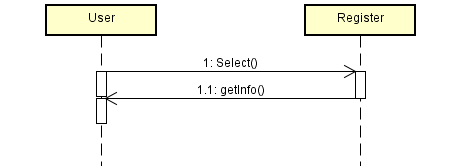 User
Register
1: Select()
1.1: getInfo()